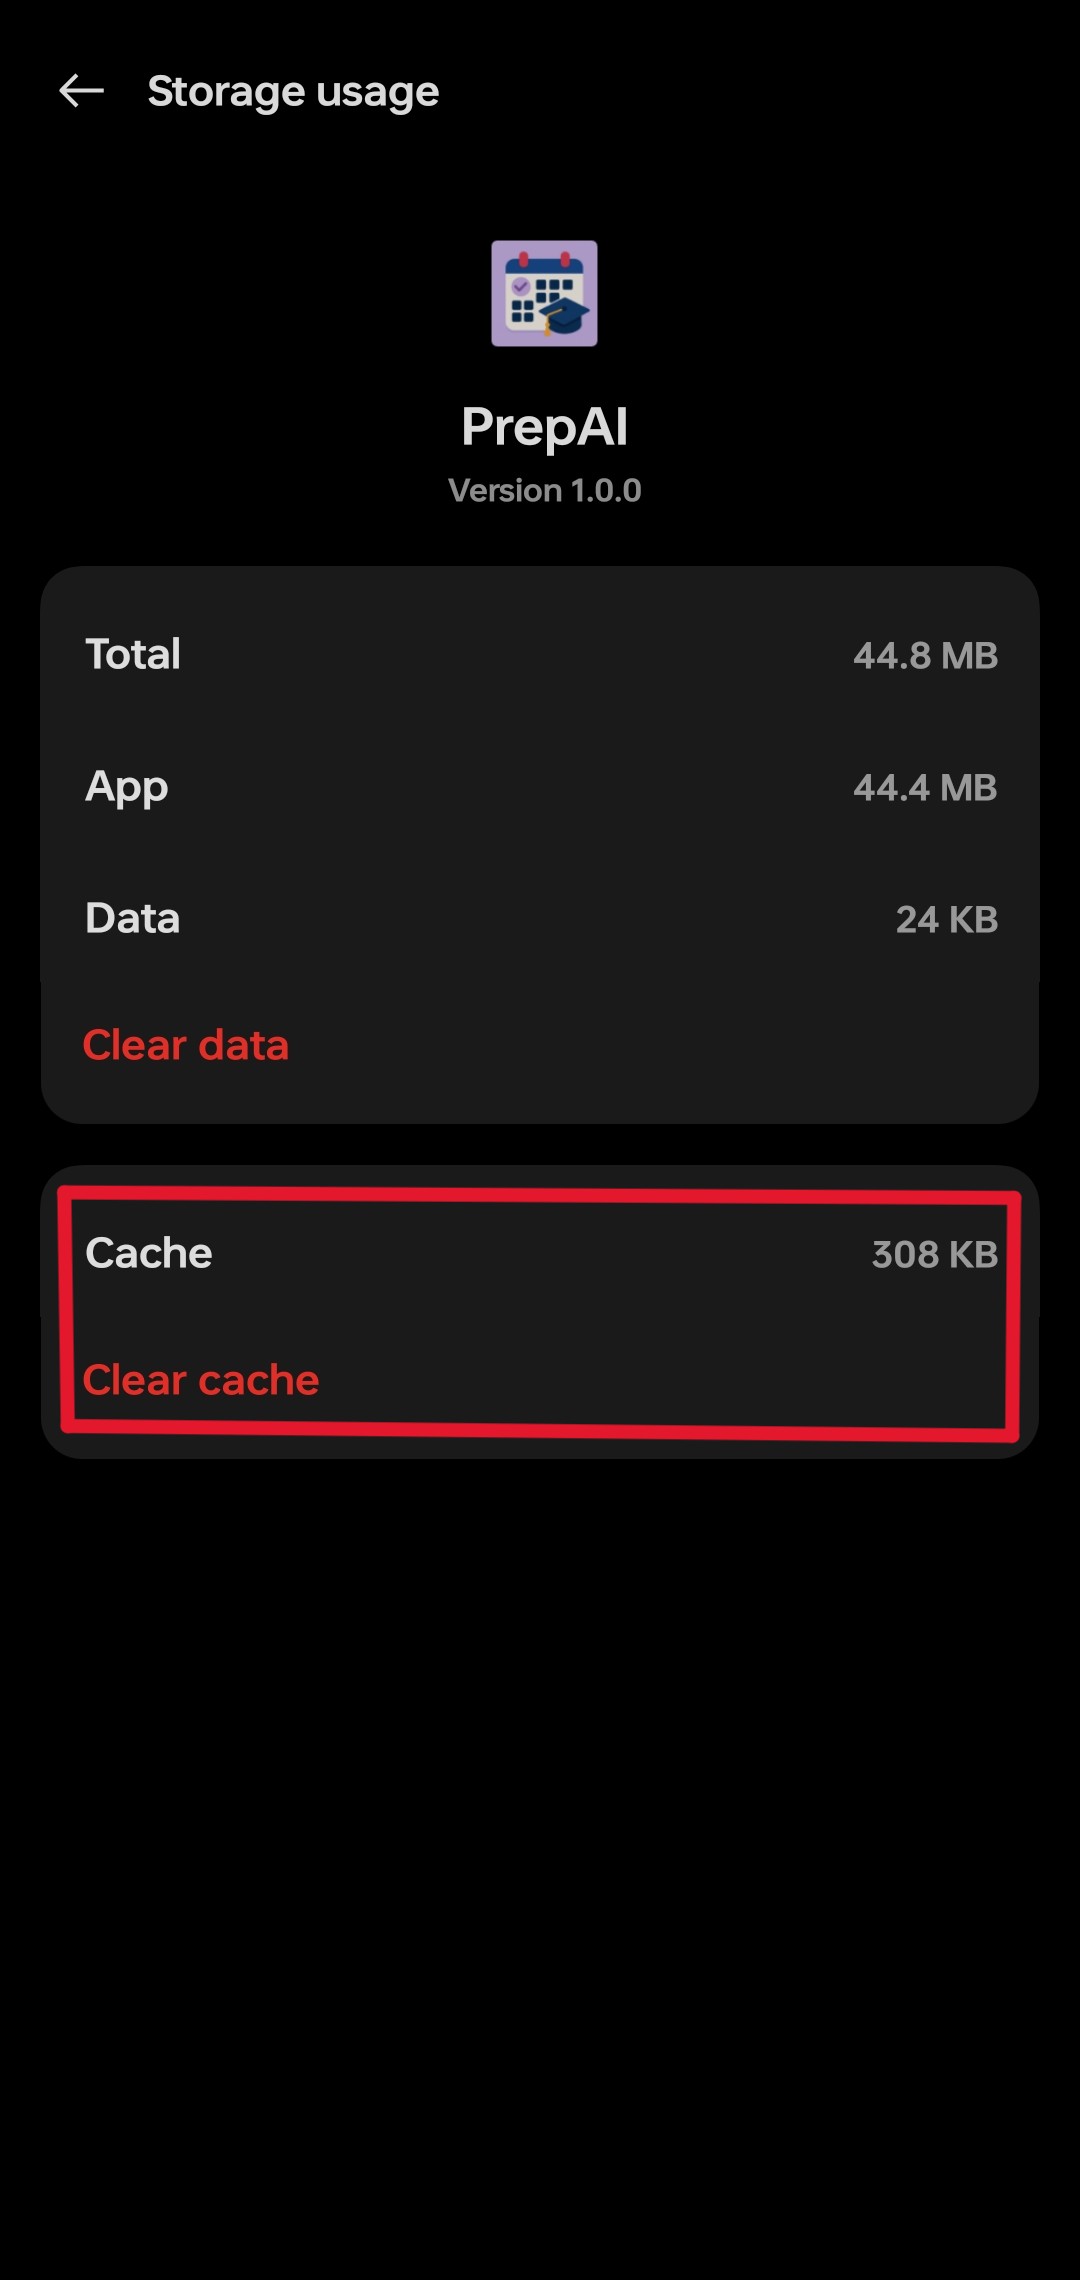 Storage usage
PrepAI
Version 1.0.0
Total 44.8 MB
App 44.4 MB
Data 24 KB
Clear data
Cache 308 KB
Clear cache